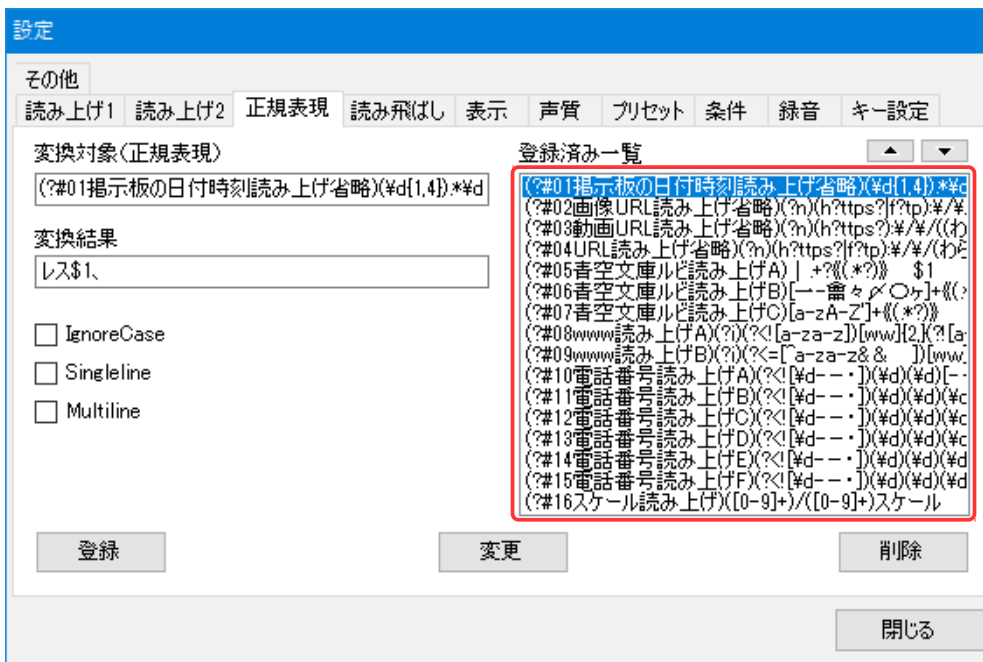 設定
その他
読み上げ1 読み上げ2 正規表現 読み飛ばし 表示 声質 プリセット 条件 録音 キー設定
変換対象(正規表現)
(?#01掲示板の日付時刻読み上げ省略)(¥d{1,4}).*¥d
変換結果
レス$1、
IgnoreCase
Singleline
Multiline
登録済み一覧
(?#01掲示板の日付時刻読み上げ省略)(¥d{1,4}).*¥d
(?#02画像URL読み上げ省略)(?n)(h?ttps?|f?tp):¥/¥
(?#03動画URL読み上げ省略)(?n)(h?ttps?):¥/¥/((わ
(?#04URL読み上げ省略)(?n)(h?ttps?|f?tp):¥/¥/(わら
(?#05青空文庫ルビ読み上げA)|.+?《(.*?)》 $1
(?#06青空文庫ルビ読み上げB)
(?#07青空文庫ルビ読み上げC)[a-zA-Z']+《(.*?)》
(?#08www読み上げA)(?i)(?<![a-za-z])[ww]{2,}(?![a-
(?#09www読み上げB)(?i)(?<=[^a-za-z&&
(?#10電話番号読み上げA)(?<![¥d--・])(¥d)(¥d)[-
(?#11電話番号読み上げB)(?<![¥d--・])(¥d)(¥d)(¥d
(?#12電話番号読み上げC)(?<![¥d--・])(¥d)(¥d)(¥d
(?#13電話番号読み上げD)(?<![¥d--・])(¥d)(¥d)(¥d
(?#14電話番号読み上げE)(?<![¥d--・])(¥d)(¥d)(¥d
(?#15電話番号読み上げF)(?<![¥d--・])(¥d)(¥d)(¥d
(?#16スケール読み上げ)([0-9]+)/([0-9]+)スケール
登録 変更 削除
閉じる